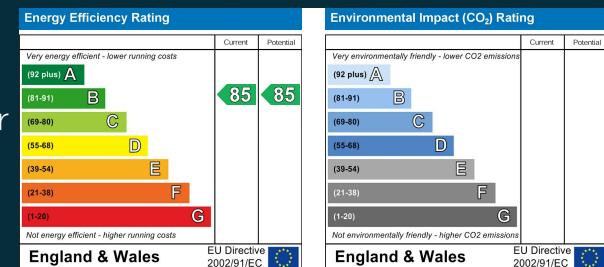 r
Energy Efficiency Rating
Current Potential
Very energy efficient - lower running costs
(92 plus) A
(81-91) B 85 85
(69-80) C
(55-68) D
(39-54) E
(21-38) F
(1-20) G
Not energy efficient - higher running costs
England & Wales EU Directive 2002/91/EC
Environmental Impact (CO₂) Rating
Current Potential
Very environmentally friendly - lower CO2 emissions
(92 plus) A
(81-91) B
(69-80) C
(55-68) D
(39-54) E
(21-38) F
(1-20) G
Not environmentally friendly - higher CO2 emissions
England & Wales EU Directive 2002/91/EC